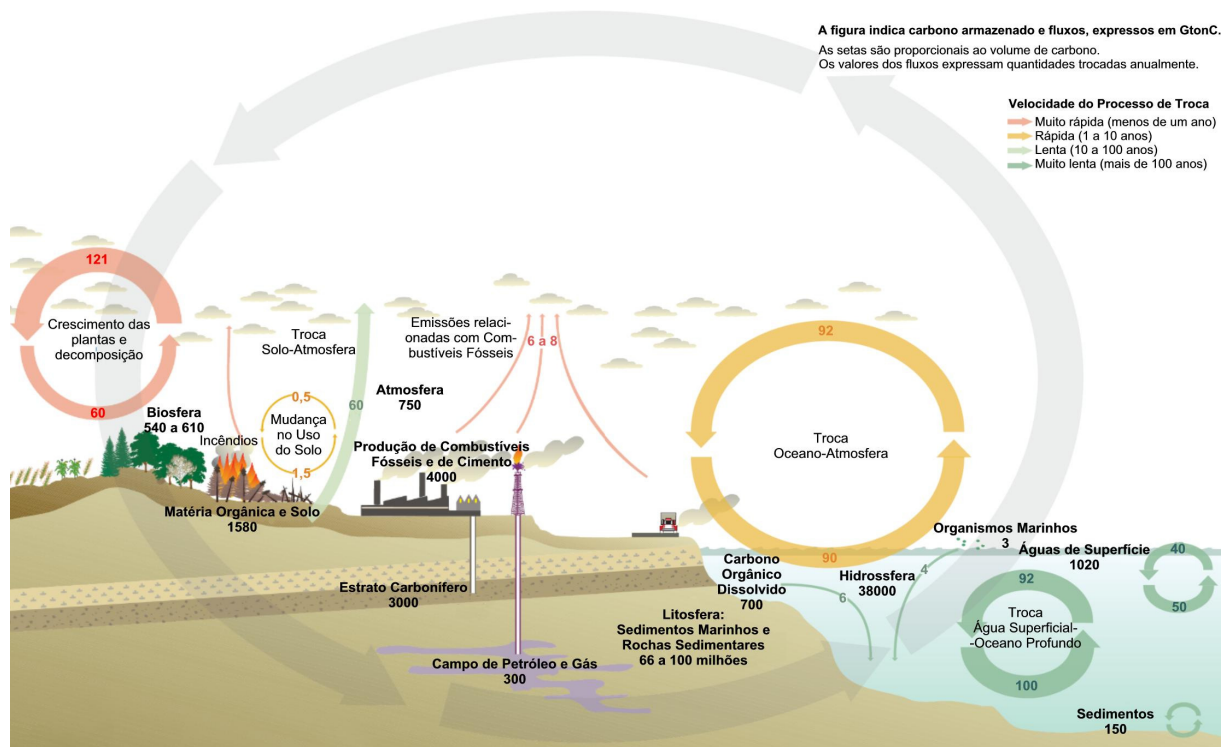 A figura indica carbono armazenado e fluxos, expressos em GtonC.
As setas são proporcionais ao volume de carbono.
Os valores dos fluxos expressam quantidades trocadas anualmente.
Velocidade do Processo de Troca
Muito rápida (menos de um ano)
Rápida (1 a 10 anos)
Lenta (10 a 100 anos)
Muito lenta (mais de 100 anos)
121
Crescimento das
plantas e
decomposição
60
Biosfera
540 a 610
Incêndios
Troca
Solo-Atmosfera
0,5
Mudança
no Uso
do Solo
1,5
60
Matéria Orgânica e Solo
1580
Atmosfera
750
Emissões relaci-
onadas com Com-
bustíveis Fósseis
6 a 8
Produção de Combustíveis
Fósseis e de Cimento
4000
Estrato Carbonífero
3000
Campo de Petróleo e Gás
300
92
Troca
Oceano-Atmosfera
90
Carbono
Orgânico
Dissolvido
700
6
Hidrossfera
38000
4
Organismos Marinhos
3
Águas de Superfície
1020
40
50
92
Troca
Água Superficial-
-Oceano Profundo
100
Litosfera:
Sedimentos Marinhos e
Rochas Sedimentares
66 a 100 milhões
Sedimentos
150